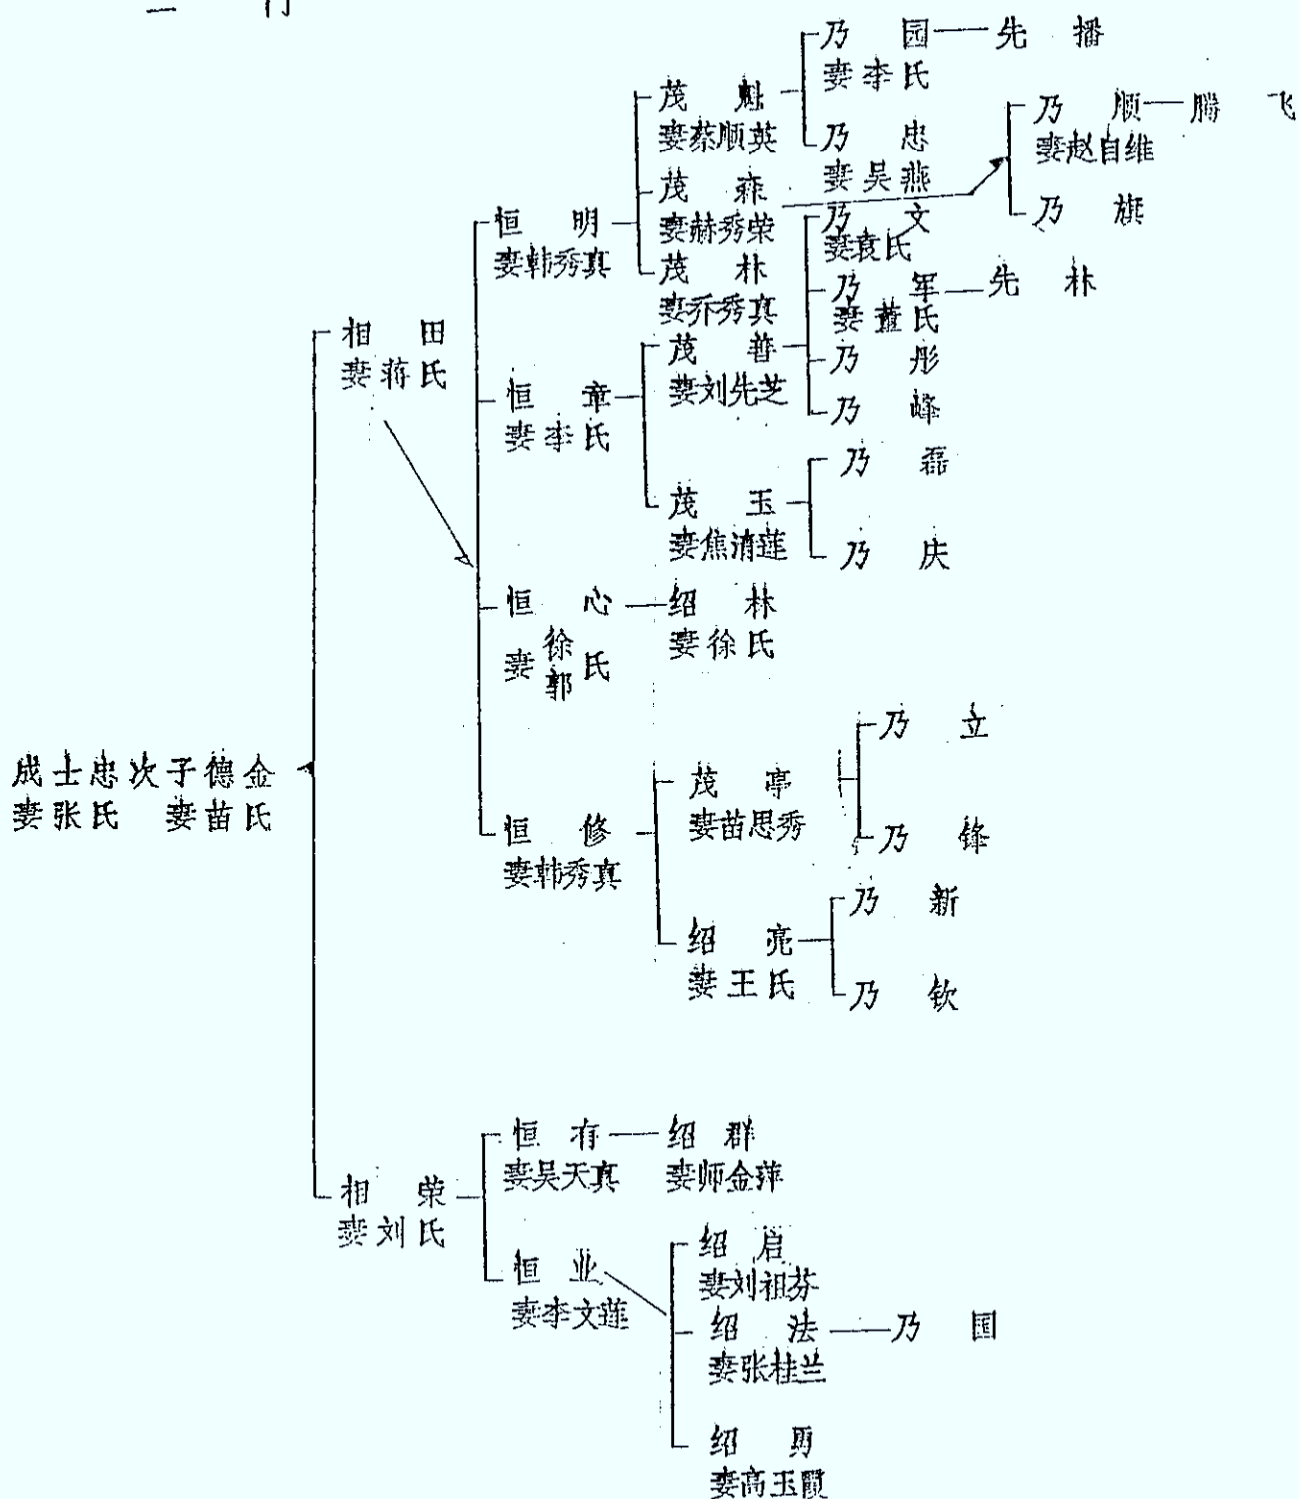 乃 园 先 播
妻李氏
茂 魁
妻蔡顺英
乃 忠
妻吴燕
乃 顺 腾 飞
妻赵自维
乃 旗
恒 明
妻韩秀真
茂 森
妻赫秀荣
茂 林
妻乔秀真
乃 文
妻袁氏
乃 军 先 林
妻董氏
乃 彤
乃 峰
相 田
妻蒋氏
恒 章
妻李氏
茂 善
妻刘先芝
茂 玉
妻焦清莲
乃 磊
乃 庆
恒 心 绍 林
妻徐郭氏 妻徐氏
成士忠次子德金
妻张氏 妻苗氏
恒 修
妻韩秀真
茂 亭
妻苗思秀
乃 立
乃 锋
绍 亮
妻王氏
乃 新
乃 钦
相 荣
妻刘氏
恒 有 绍 群
妻吴天真 妻师金萍
恒 业
妻李文莲
绍 启
妻刘祖芬
绍 法 乃 国
妻张桂兰
绍 勇
妻高玉霞